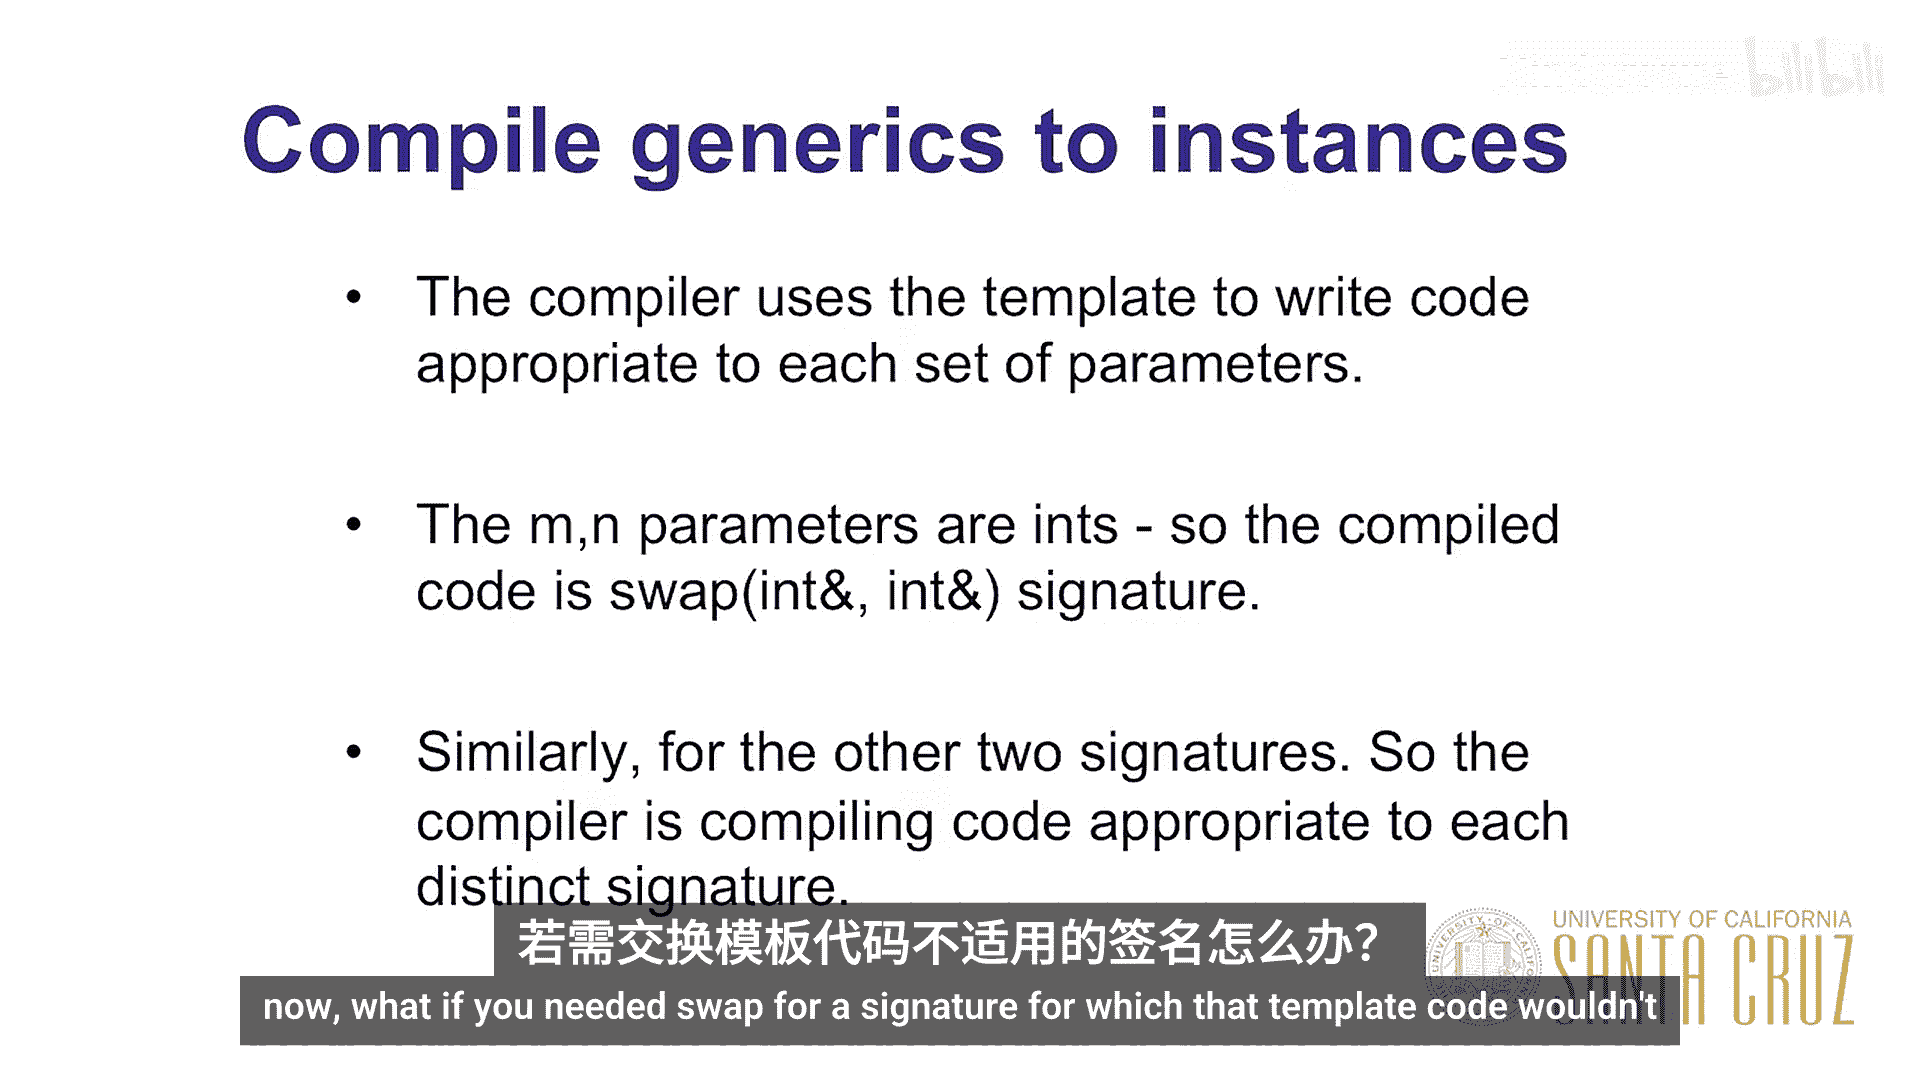 bilibili
Compile generics to instances
• The compiler uses the template to write code
appropriate to each set of parameters.
• The m,n parameters are ints - so the compiled
code is swap(int&, int&) signature.
• Similarly, for the other two signatures. So the
compiler is compiling code appropriate to each
distinct signature.
若需交换模板代码不适用的签名怎么办？
now, what if you needed swap for a signature for which that template code wouldn't
UNIVERSITY OF CALIFORNIA
SANTA CRUZ